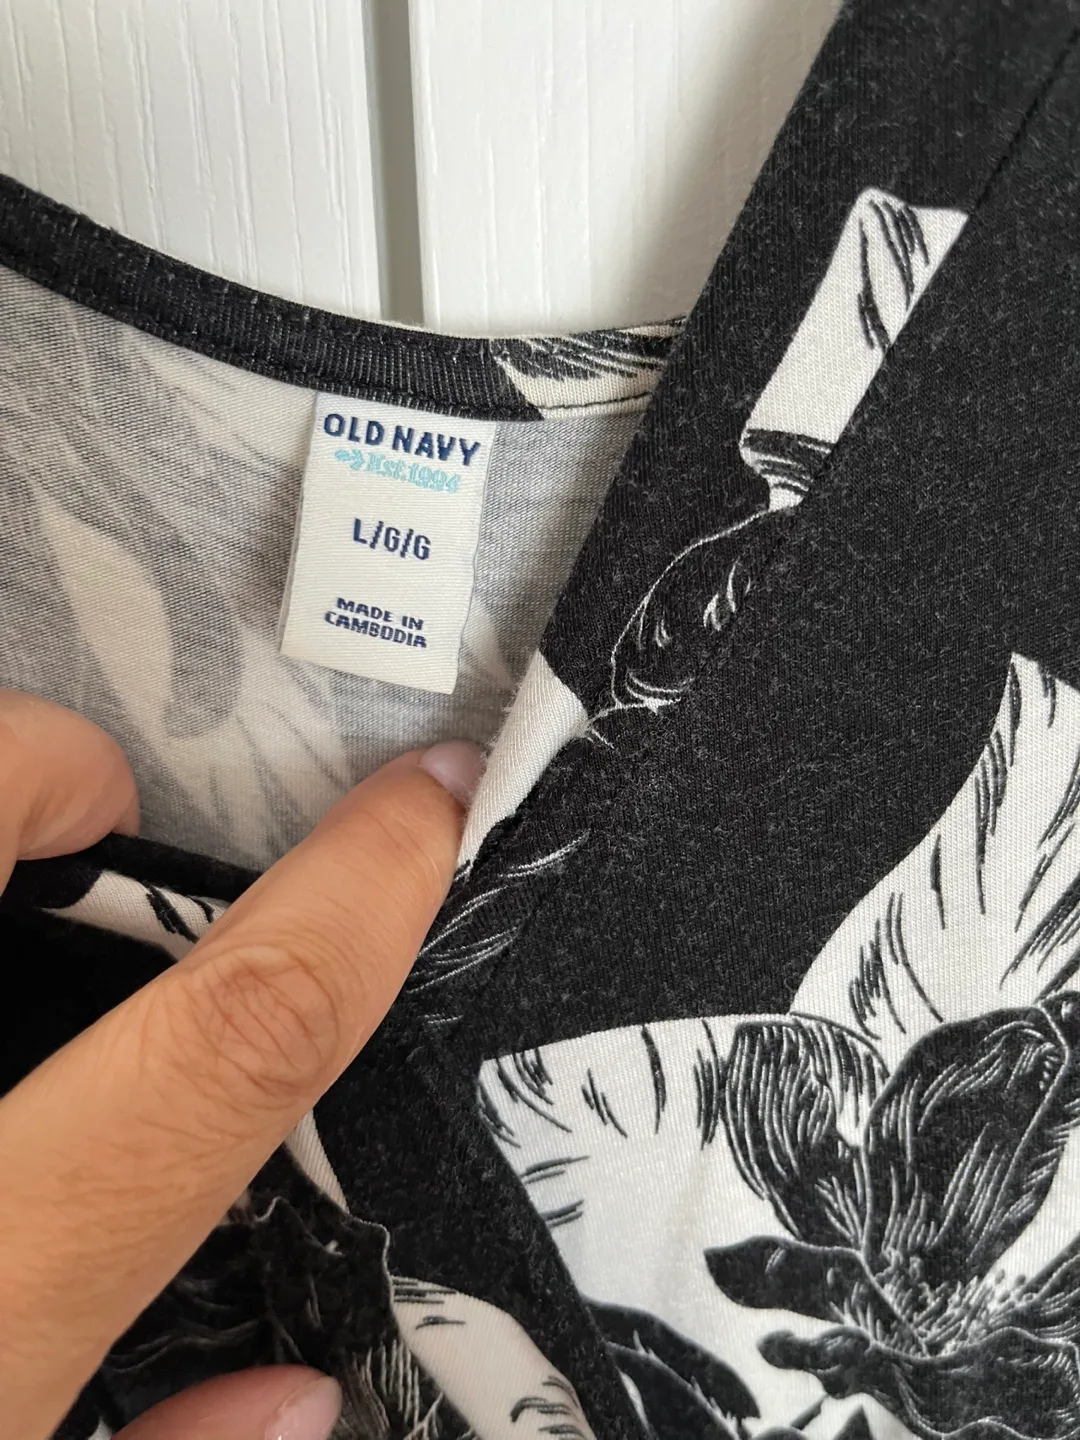 OLD NAVY
Est.1994
L/G/G
MADE IN
CAMBODIA